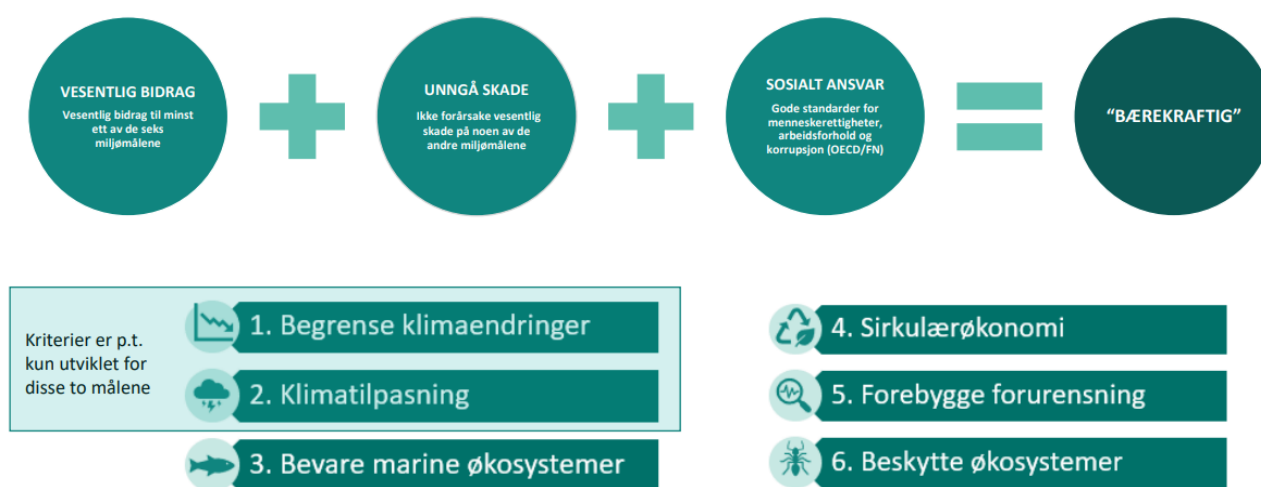 VESENTLIG BIDRAG
Vesentlig bidrag til minst
ett av de seks
miljømålene
UNNGÅ SKADE
Ikke forårsake vesentlig
skade på noen av de
andre miljømålene
SOSIALT ANSVAR
Gode standarder for
menneskerettigheter,
arbeidsforhold og
korrupsjon (OECD/FN)
“BÆREKRAFTIG”
Kriterier er p.t.
kun utviklet for
disse to målene
1. Begrense klimaendringer
2. Klimatilpasning
3. Bevare marine økosystemer
4. Sirkulærøkonomi
5. Forebygge forurensning
6. Beskytte økosystemer